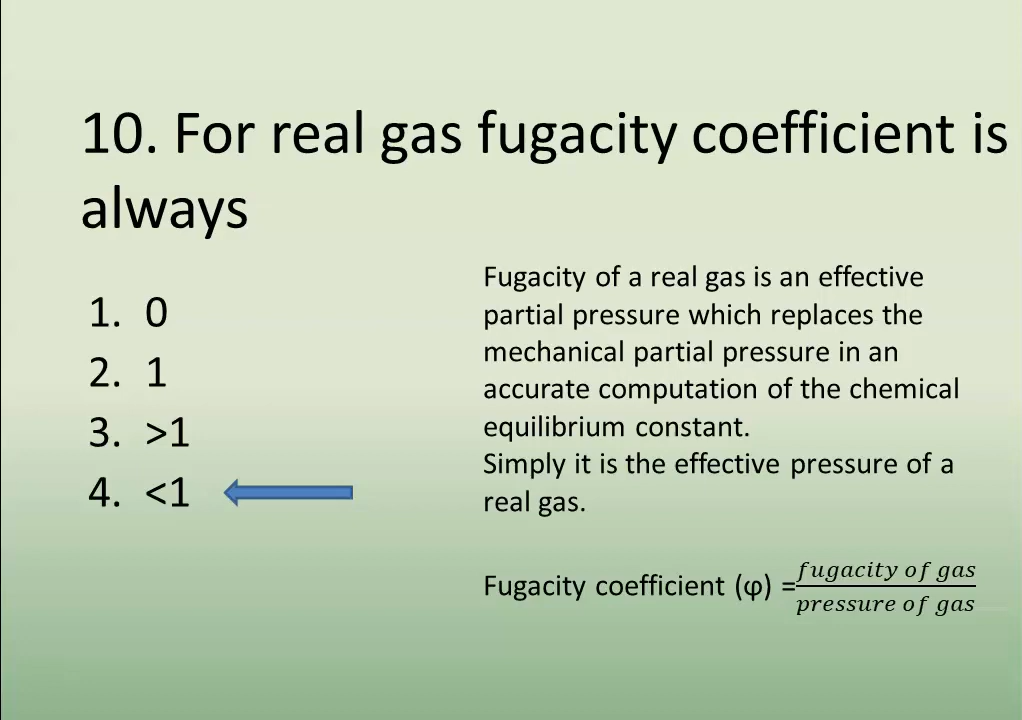 10. For real gas fugacity coefficient is
always
1. 0
2. 1
3. >1
4. <1
Fugacity of a real gas is an effective
partial pressure which replaces the
mechanical partial pressure in an
accurate computation of the chemical
equilibrium constant.
Simply it is the effective pressure of a
real gas.
Fugacity coefficient (φ) = fugacity of gas
pressure of gas